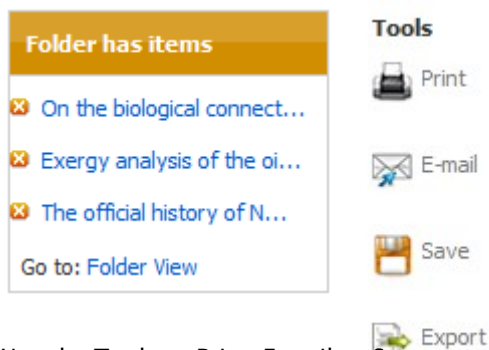 Folder has items
On the biological connect...
Exergy analysis of the oi...
The official history of N...
Go to: Folder View
Tools
Print
E-mail
Save
Export